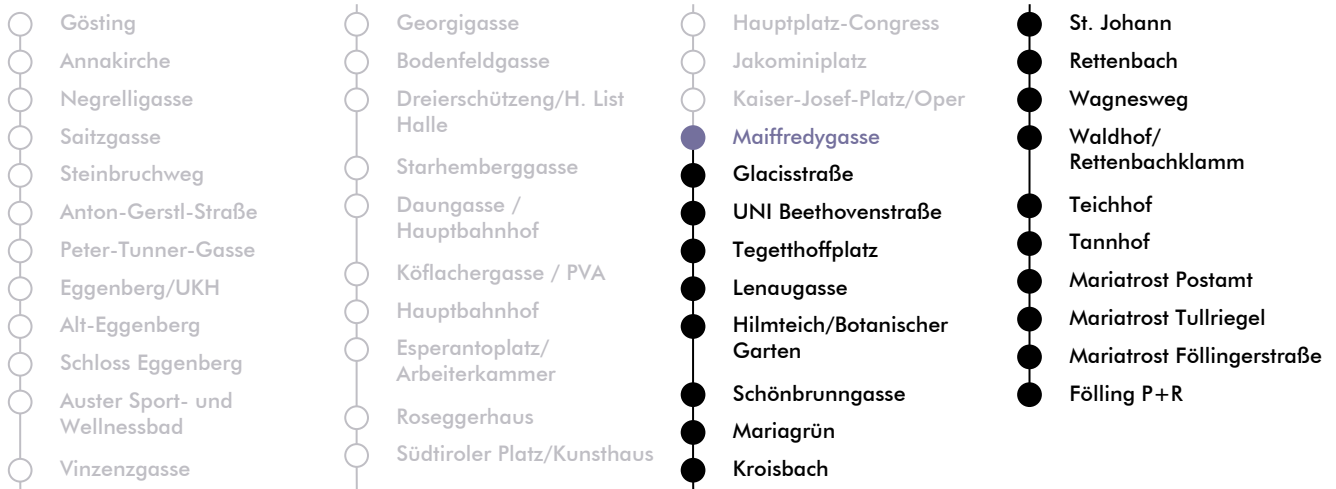 Gösting
Annakirche
Negrelligasse
Saitzgasse
Steinbruchweg
Anton-Gerstl-Straße
Peter-Tunner-Gasse
Eggenberg/UKH
Alt-Eggenberg
Schloss Eggenberg
Auster Sport- und
Wellnessbad
Vinzenzgasse
Georgigasse
Bodenfeldgasse
Dreierschützeng/H. List
Halle
Starhemberggasse
Daungasse /
Hauptbahnhof
Köflachergasse / PVA
Hauptbahnhof
Esperantoplatz/
Arbeiterkammer
Roseggerhaus
Südtiroler Platz/Kunsthaus
Hauptplatz-Congress
Jakominiplatz
Kaiser-Josef-Platz/Oper
Maiffredygasse
Glacisstraße
UNI Beethovenstraße
Tegetthoffplatz
Lenaugasse
Hilmteich/Botanischer
Garten
Schönbrunngasse
Mariagrün
Kroisbach
St. Johann
Rettenbach
Wagnesweg
Waldhof/
Rettenbachklamm
Teichhof
Tannhof
Mariatrost Postamt
Mariatrost Tullriegel
Mariatrost Föllingerstraße
Fölling P+R